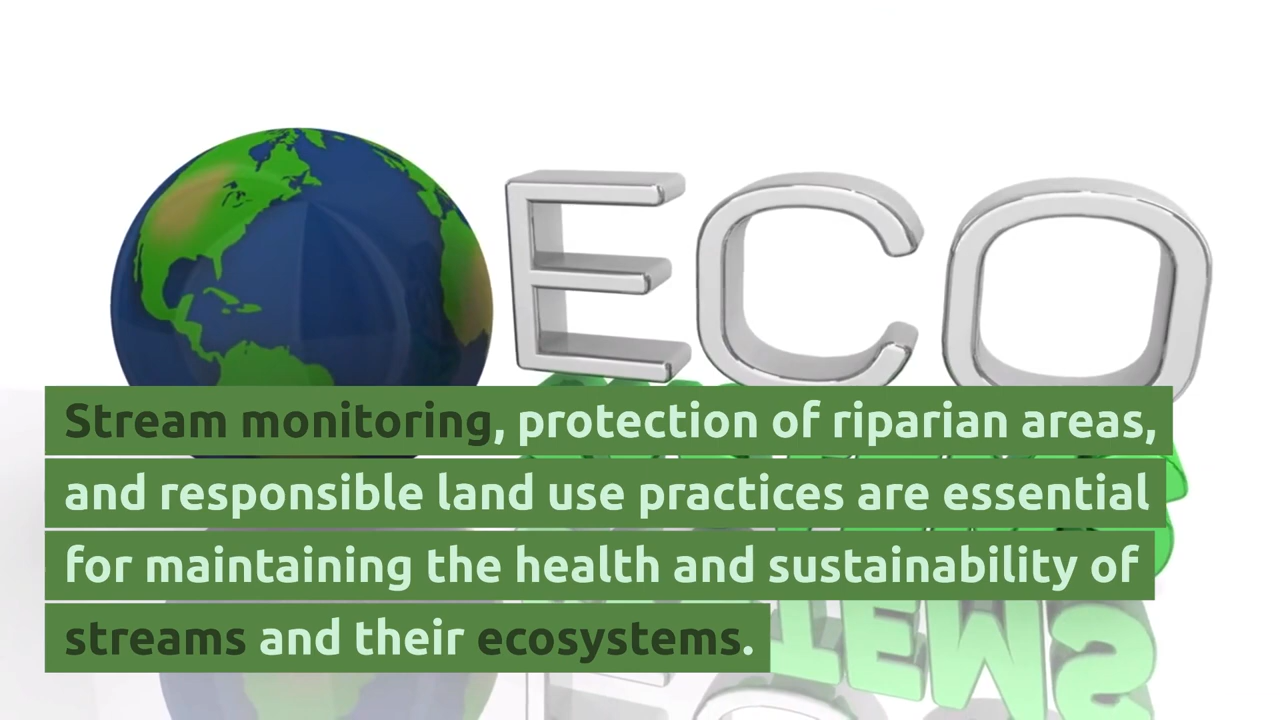 ECO
Stream monitoring, protection of riparian areas,
and responsible land use practices are essential
for maintaining the health and sustainability of
streams and their ecosystems.